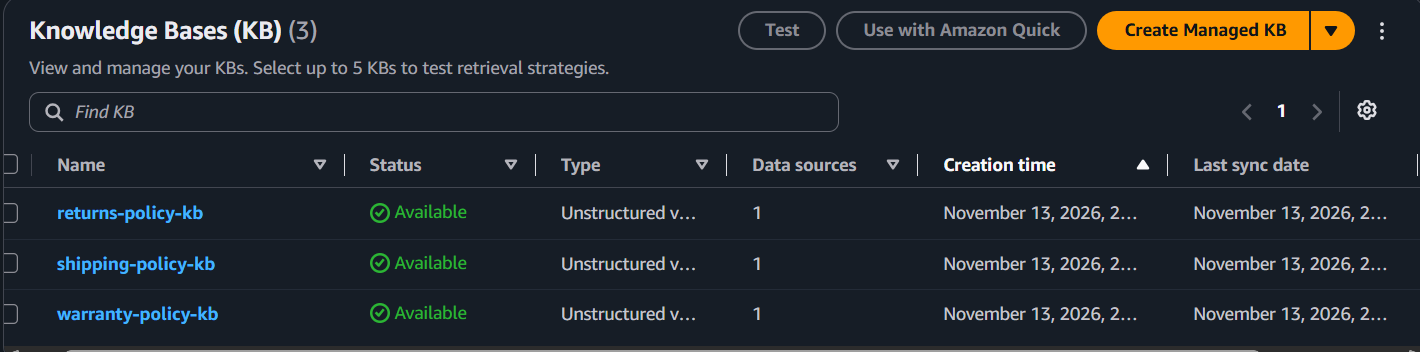 Knowledge Bases (KB) (3)
Test
Use with Amazon Quick
Create Managed KB
View and manage your KBs. Select up to 5 KBs to test retrieval strategies.
Find KB
1
Name Status Type Data sources Creation time Last sync date
returns-policy-kb Available Unstructured v... 1 November 13, 2026, 2... November 13, 2026, 2...
shipping-policy-kb Available Unstructured v... 1 November 13, 2026, 2... November 13, 2026, 2...
warranty-policy-kb Available Unstructured v... 1 November 13, 2026, 2... November 13, 2026, 2...